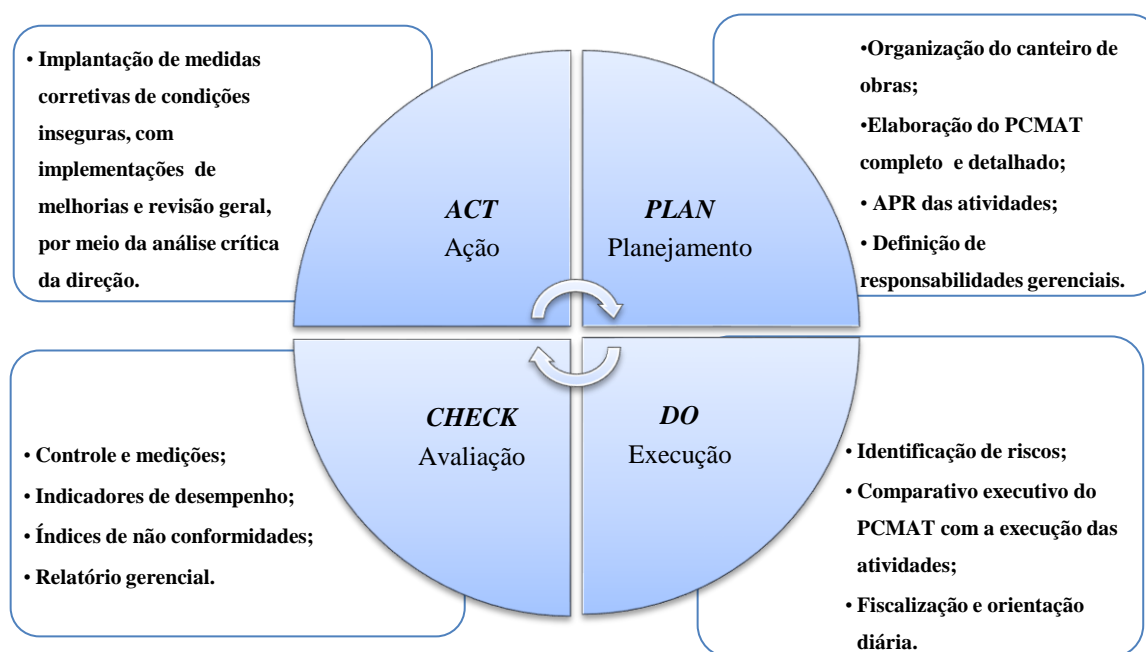 • Implantação de medidas
corretivas de condições
inseguras, com
implementações de
melhorias e revisão geral,
por meio da análise crítica
da direção.
ACT
Ação
PLAN
Planejamento
•Organização do canteiro de
obras;
•Elaboração do PCMAT
completo e detalhado;
• APR das atividades;
• Definição de
responsabilidades gerenciais.
• Controle e medições;
• Indicadores de desempenho;
• Índices de não conformidades;
• Relatório gerencial.
CHECK
Avaliação
DO
Execução
• Identificação de riscos;
• Comparativo executivo do
PCMAT com a execução das
atividades;
• Fiscalização e orientação
diária.